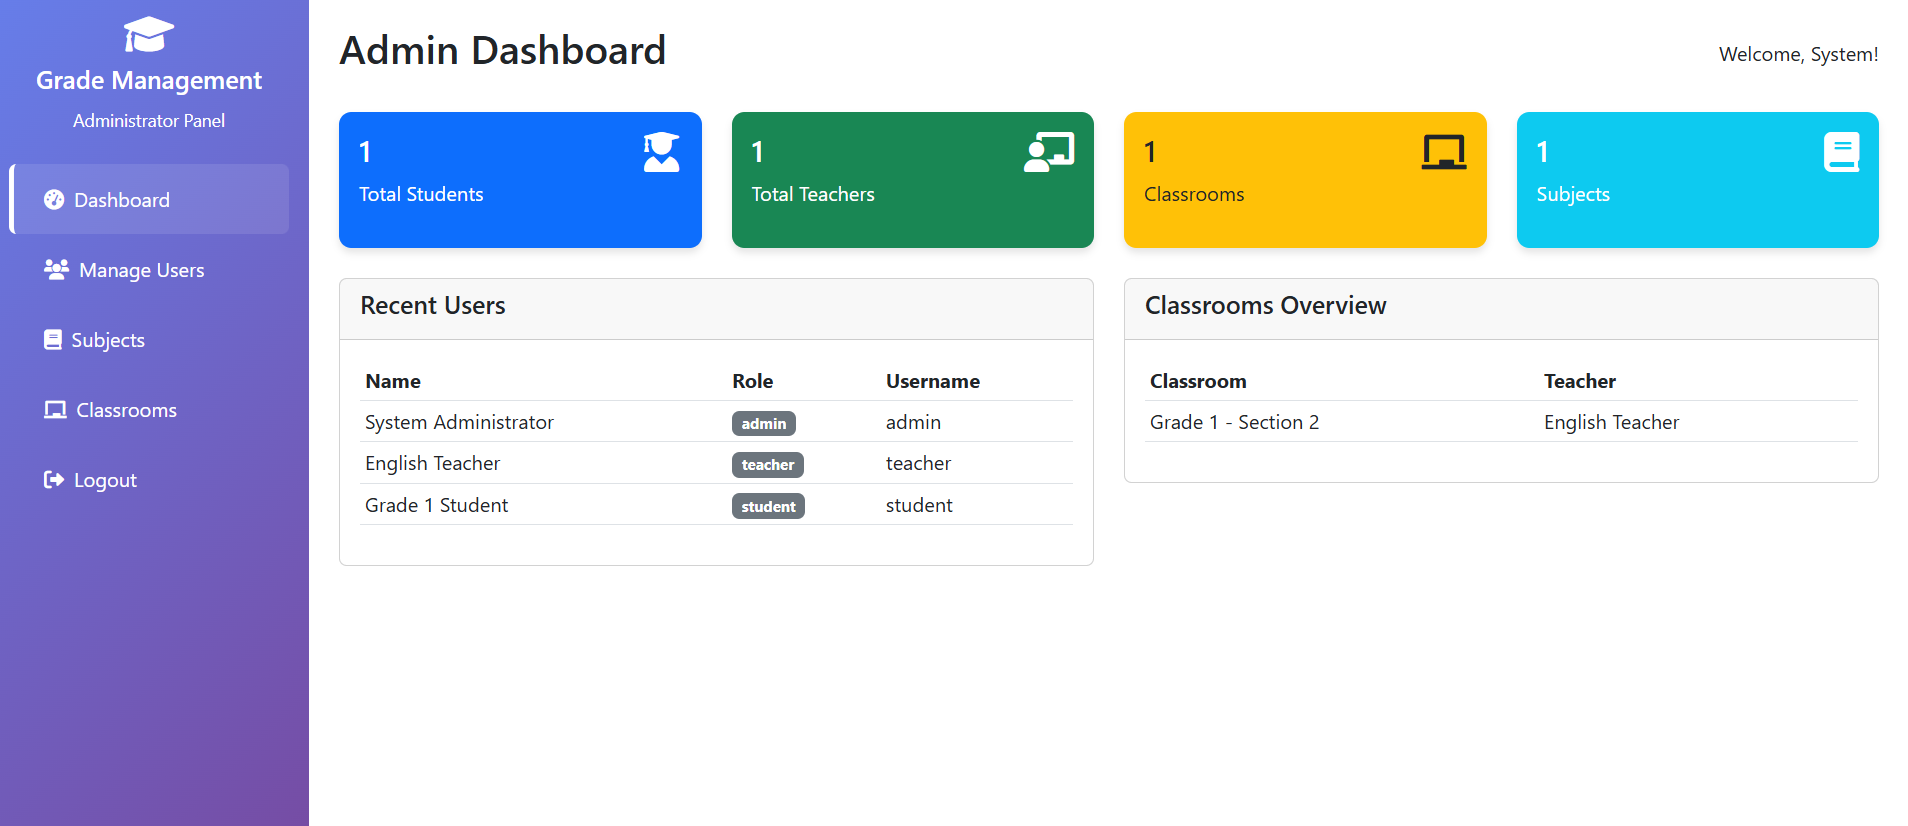 Grade Management
Administrator Panel
Dashboard
Manage Users
Subjects
Classrooms
Logout
Admin Dashboard
Welcome, System!
1
Total Students
1
Total Teachers
1
Classrooms
1
Subjects
Recent Users
Name Role Username
System Administrator admin admin
English Teacher teacher teacher
Grade 1 Student student student
Classrooms Overview
Classroom Teacher
Grade 1 - Section 2 English Teacher